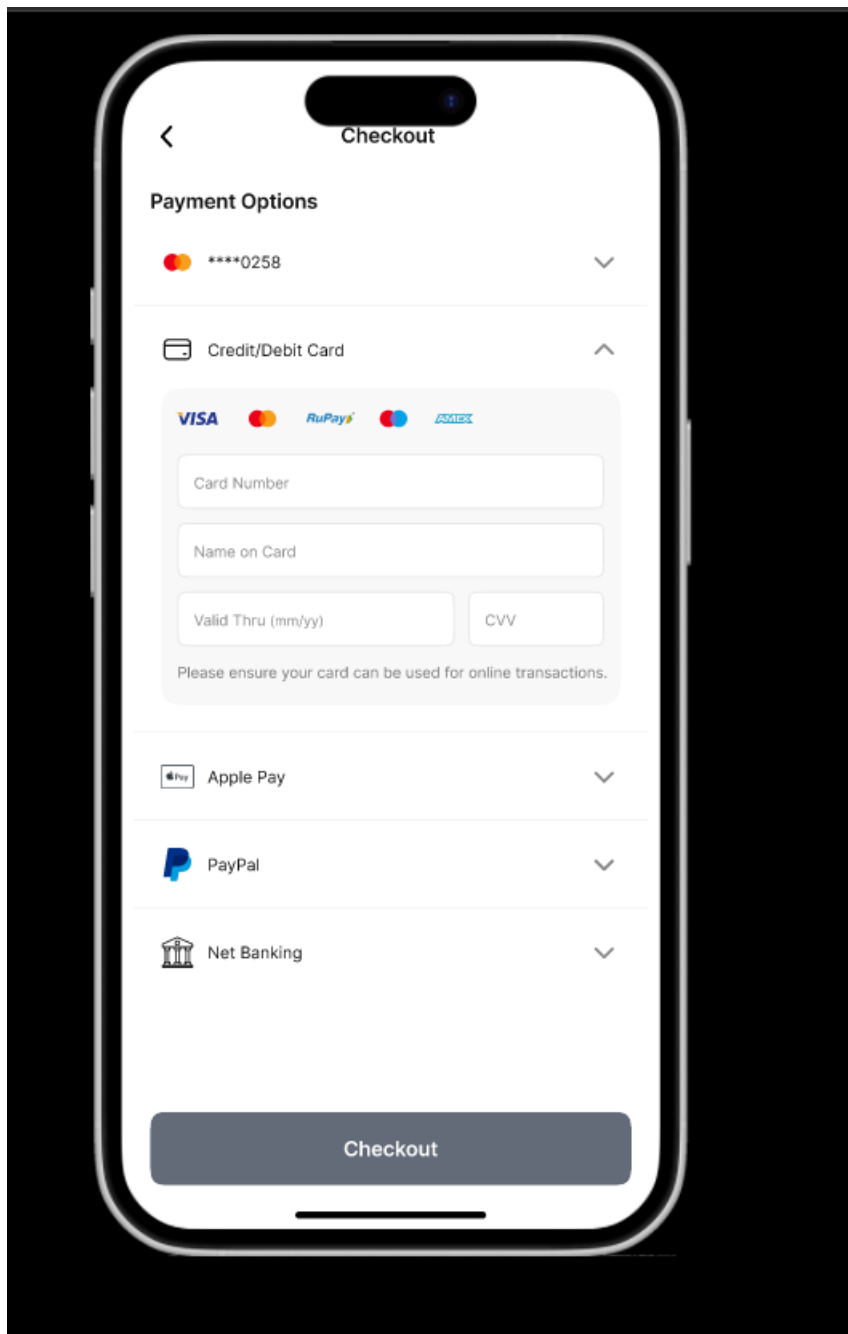 Checkout
Payment Options
****0258
Credit/Debit Card
VISA RuPay AMEX
Card Number
Name on Card
Valid Thru (mm/yy) CVV
Please ensure your card can be used for online transactions.
Pay Apple Pay
PayPal
Net Banking
Checkout